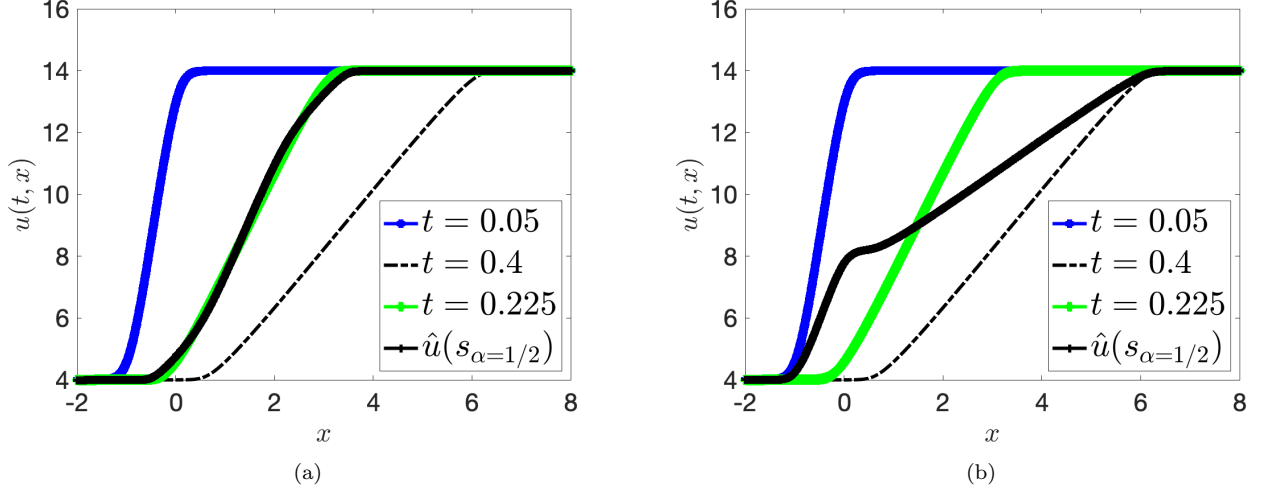 16
14
12
10
8
6
4
-2 0 2 4 6 8
u(t, x)
x
t = 0.05
t = 0.4
t = 0.225
û(s_{α=1/2})
(a)
16
14
12
10
8
6
4
-2 0 2 4 6 8
u(t, x)
x
t = 0.05
t = 0.4
t = 0.225
û(s_{α=1/2})
(b)